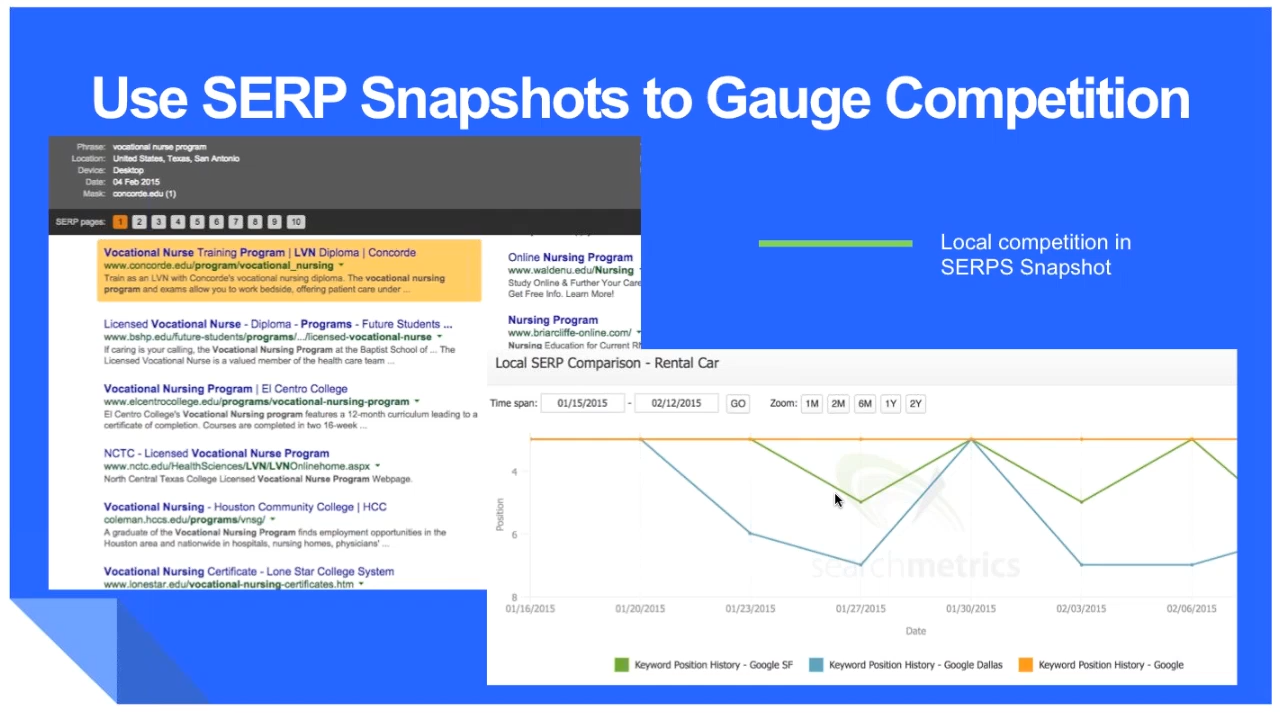 Use SERP Snapshots to Gauge Competition
Phrase: vocational nurse program
Location: United States, Texas, San Antonio
Device: Desktop
Date: 04 Feb 2015
Mask: concorde.edu (1)
SERP pages: 1 2 3 4 5 6 7 8 9 10
Vocational Nurse Training Program | LVN Diploma | Concorde
www.concorde.edu/program/vocational_nursing
Train as an LVN with Concorde's vocational nursing diploma. The vocational nursing
program and exams allow you to work bedside, offering patient care under ...
Licensed Vocational Nurse - Diploma - Programs - Future Students ...
www.bshp.edu/future-students/programs/.../licensed-vocational-nurse
If caring is your calling, the Vocational Nursing Program at the Baptist School of ... The
Licensed Vocational Nurse is a valued member of the health care team ...
Vocational Nursing Program | El Centro College
www.elcentrocollege.edu/programs/vocational-nursing-program
El Centro College's Vocational Nursing program features a 12-month curriculum leading to a
certificate of completion. Courses are completed in two 16-week ...
NCTC - Licensed Vocational Nurse Program
www.nctc.edu/HealthSciences/LVN/LVNOnlinehome.aspx
North Central Texas College Licensed Vocational Nurse Program Webpage.
Vocational Nursing - Houston Community College | HCC
coleman.hccs.edu/programs/vnsg/
A graduate of the Vocational Nursing Program finds employment opportunities in the
Houston area and nationwide in hospitals, nursing homes, physicians' ...
Vocational Nursing Certificate - Lone Star College System
www.lonestar.edu/vocational-nursing-certificates.htm
Online Nursing Program
www.waldenu.edu/Nursing
Study Online & Further Your Care
Get Free Info. Learn More!
Nursing Program
www.briarcliffe-online.com/
Nursing Education for Current RN
Local competition in
SERPS Snapshot
Local SERP Comparison - Rental Car
Time span: 01/15/2015 - 02/12/2015 GO Zoom: 1M 2M 6M 1Y 2Y
Position
4
6
8
searchmetrics
01/16/2015 01/20/2015 01/23/2015 01/27/2015 01/30/2015 02/03/2015 02/06/2015
Date
Keyword Position History - Google SF Keyword Position History - Google Dallas Keyword Position History - Google